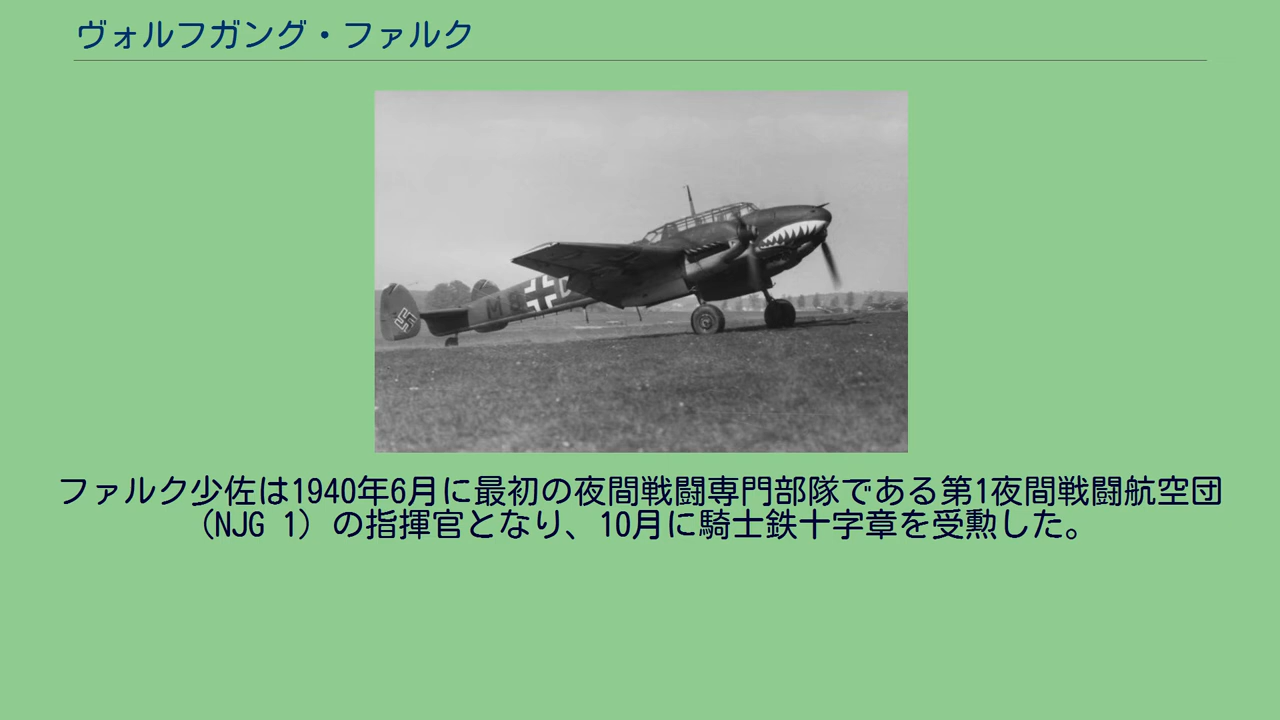 ヴォルフガング・ファルク
M8
ファルク少佐は1940年6月に最初の夜間戦闘専門部隊である第1夜間戦闘航空団
（NJG 1）の指揮官となり、10月に騎士鉄十字章を受勲した。